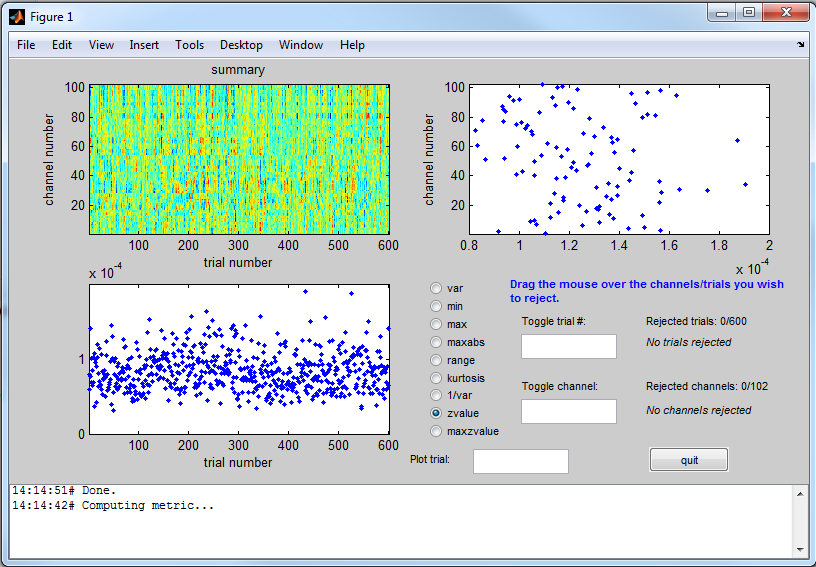 Figure 1
File Edit View Insert Tools Desktop Window Help
summary
channel number
100
80
60
40
20
100 200 300 400 500 600
trial number
channel number
100
80
60
40
20
0.8 1 1.2 1.4 1.6 1.8 2
x 10^-4
x 10^-4
1
0
100 200 300 400 500 600
trial number
var
min
max
maxabs
range
kurtosis
1/var
zvalue
maxzvalue
Drag the mouse over the channels/trials you wish
to reject.
Toggle trial #:
Rejected trials: 0/600
No trials rejected
Toggle channel:
Rejected channels: 0/102
No channels rejected
Plot trial:
quit
14:14:51# Done.
14:14:42# Computing metric...